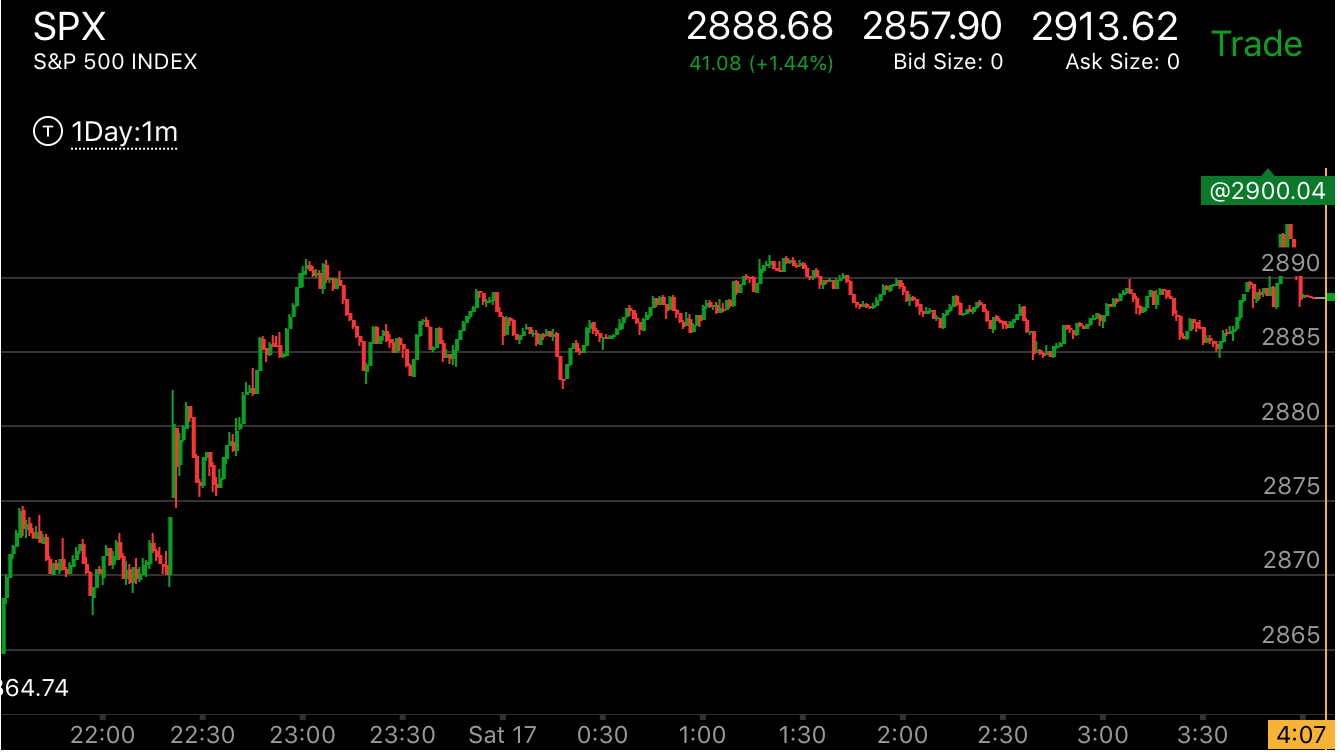 SPX 2888.68 2857.90 2913.62 Trade
S&P 500 INDEX 41.08 (+1.44%) Bid Size: 0 Ask Size: 0
T 1Day:1m
@2900.04
2890
2885
2880
2875
2870
2865
64.74
22:00 22:30 23:00 23:30 Sat 17 0:30 1:00 1:30 2:00 2:30 3:00 3:30 4:07